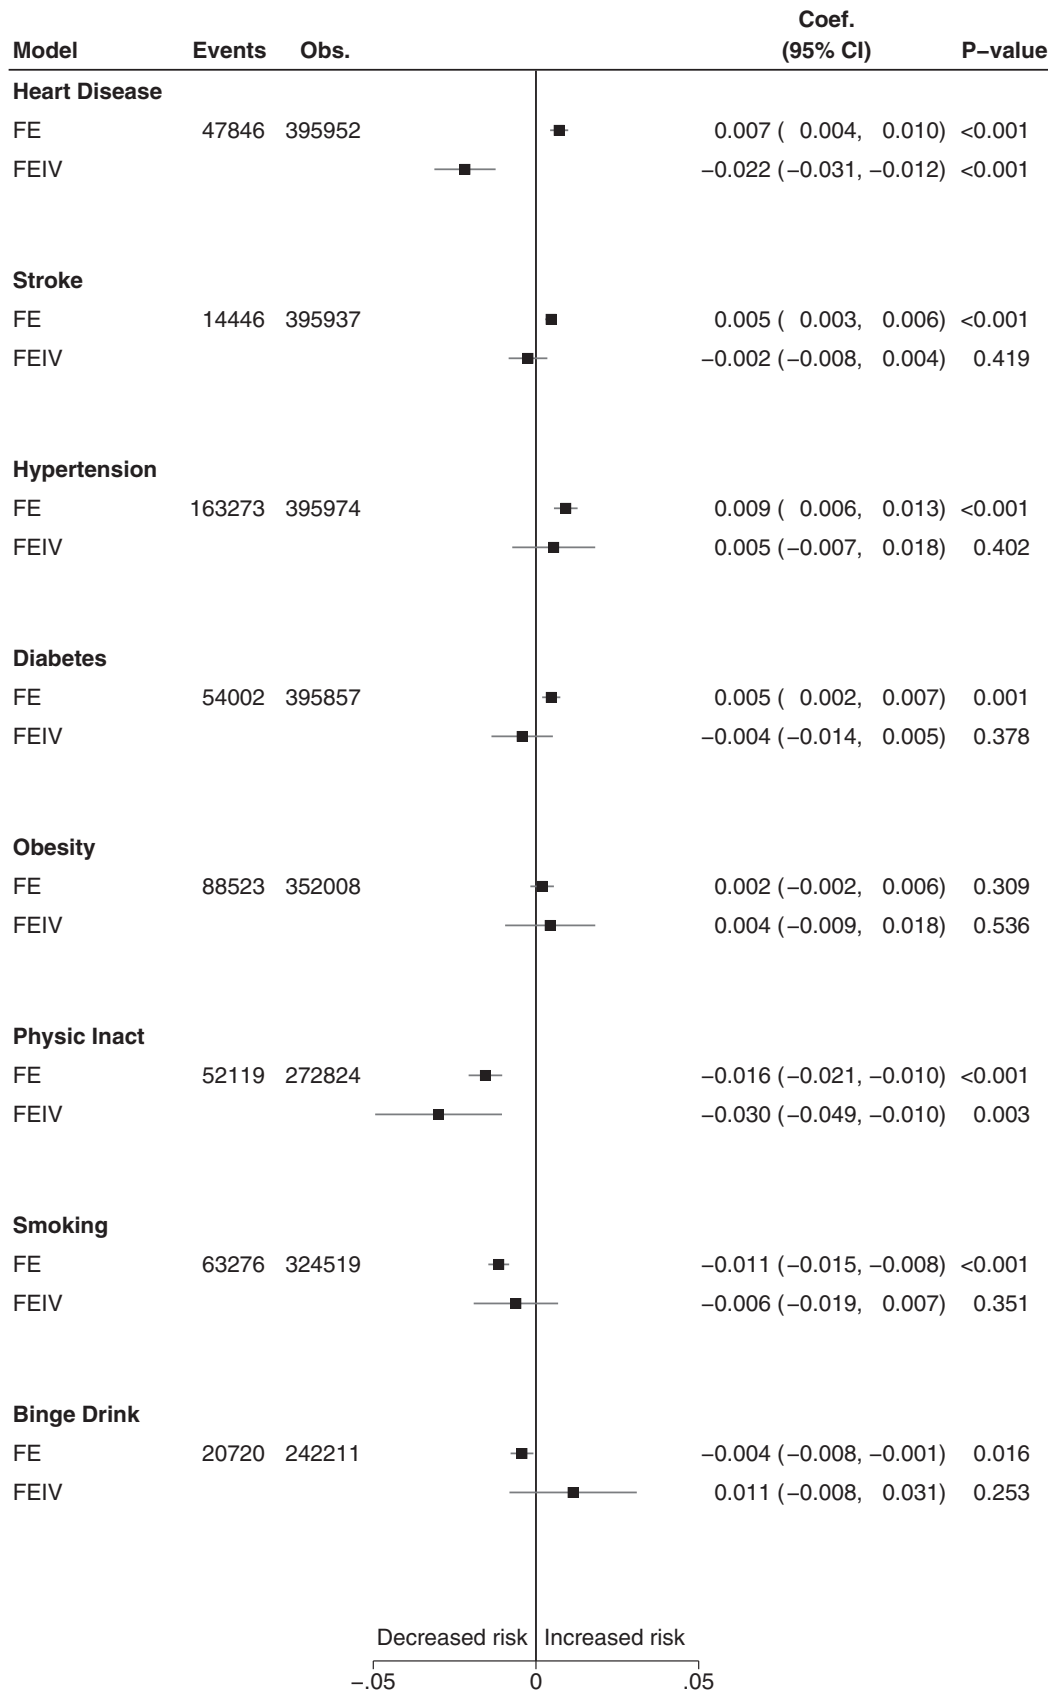 Coef.
Model Events Obs. (95% CI) P−value
Heart Disease
FE 47846 395952 0.007 ( 0.004, 0.010) <0.001
FEIV −0.022 (−0.031, −0.012) <0.001
Stroke
FE 14446 395937 0.005 ( 0.003, 0.006) <0.001
FEIV −0.002 (−0.008, 0.004) 0.419
Hypertension
FE 163273 395974 0.009 ( 0.006, 0.013) <0.001
FEIV 0.005 (−0.007, 0.018) 0.402
Diabetes
FE 54002 395857 0.005 ( 0.002, 0.007) 0.001
FEIV −0.004 (−0.014, 0.005) 0.378
Obesity
FE 88523 352008 0.002 (−0.002, 0.006) 0.309
FEIV 0.004 (−0.009, 0.018) 0.536
Physic Inact
FE 52119 272824 −0.016 (−0.021, −0.010) <0.001
FEIV −0.030 (−0.049, −0.010) 0.003
Smoking
FE 63276 324519 −0.011 (−0.015, −0.008) <0.001
FEIV −0.006 (−0.019, 0.007) 0.351
Binge Drink
FE 20720 242211 −0.004 (−0.008, −0.001) 0.016
FEIV 0.011 (−0.008, 0.031) 0.253
Decreased risk Increased risk
−.05 0 .05